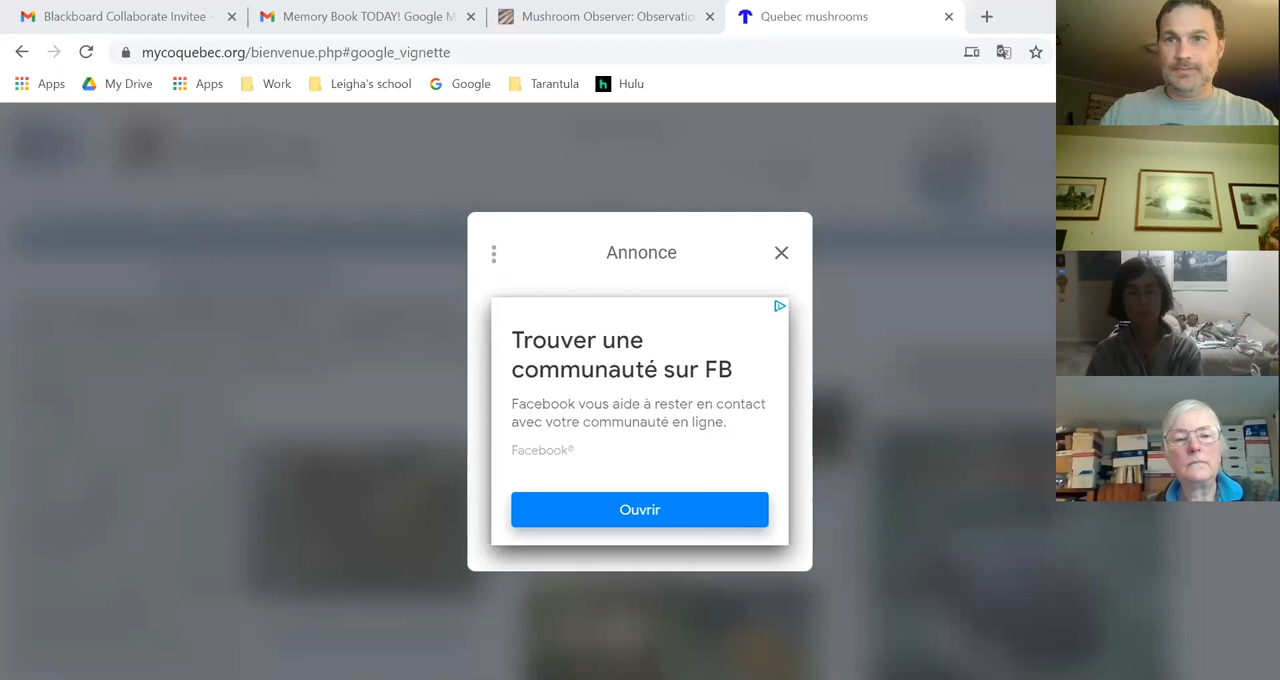 Blackboard Collaborate Invitee -
Memory Book TODAY! Google M
Mushroom Observer: Observatio
Quebec mushrooms
mycoquebec.org/bienvenue.php#google_vignette
Apps
My Drive
Apps
Work
Leigha's school
Google
Tarantula
h
Hulu
Annonce
Trouver une
communauté sur FB
Facebook vous aide à rester en contact
avec votre communauté en ligne.
Facebook®
Ouvrir